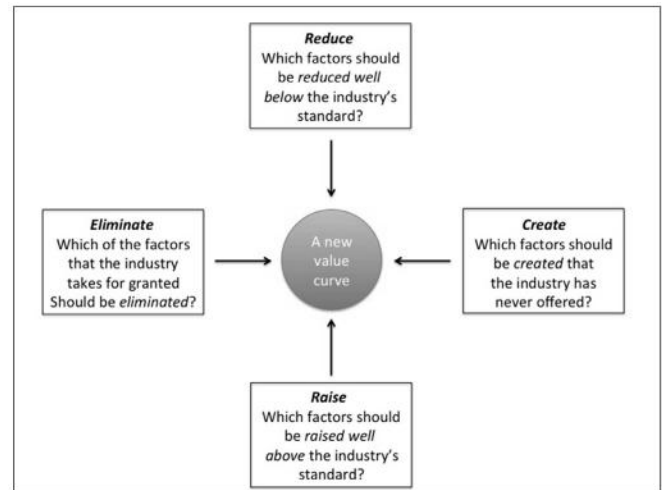 Reduce
Which factors should
be reduced well
below the industry's
standard?
Eliminate
Which of the factors
that the industry
takes for granted
Should be eliminated?
A new
value
curve
Create
Which factors should
be created that
the industry has
never offered?
Raise
Which factors should
be raised well
above the industry's
standard?